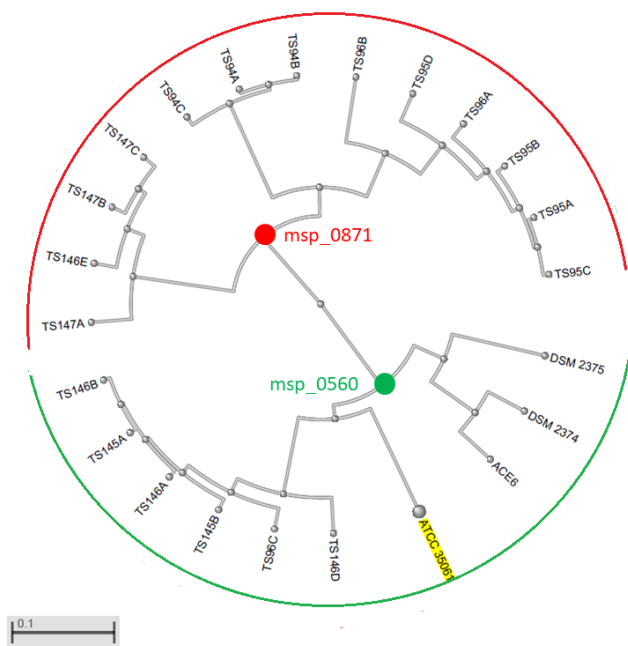 TS94B
TS96B
TS94A
TS95D
TS94C
TS96A
TS147C
TS95B
TS147B
TS95A
msp_0871
TS146E
TS95C
TS147A
DSM 2375
msp_0560
TS146B
DSM 2374
TS145A
ACE6
TS146A
TS145B
TS96C
TS146D
ATCC 35061
0.1